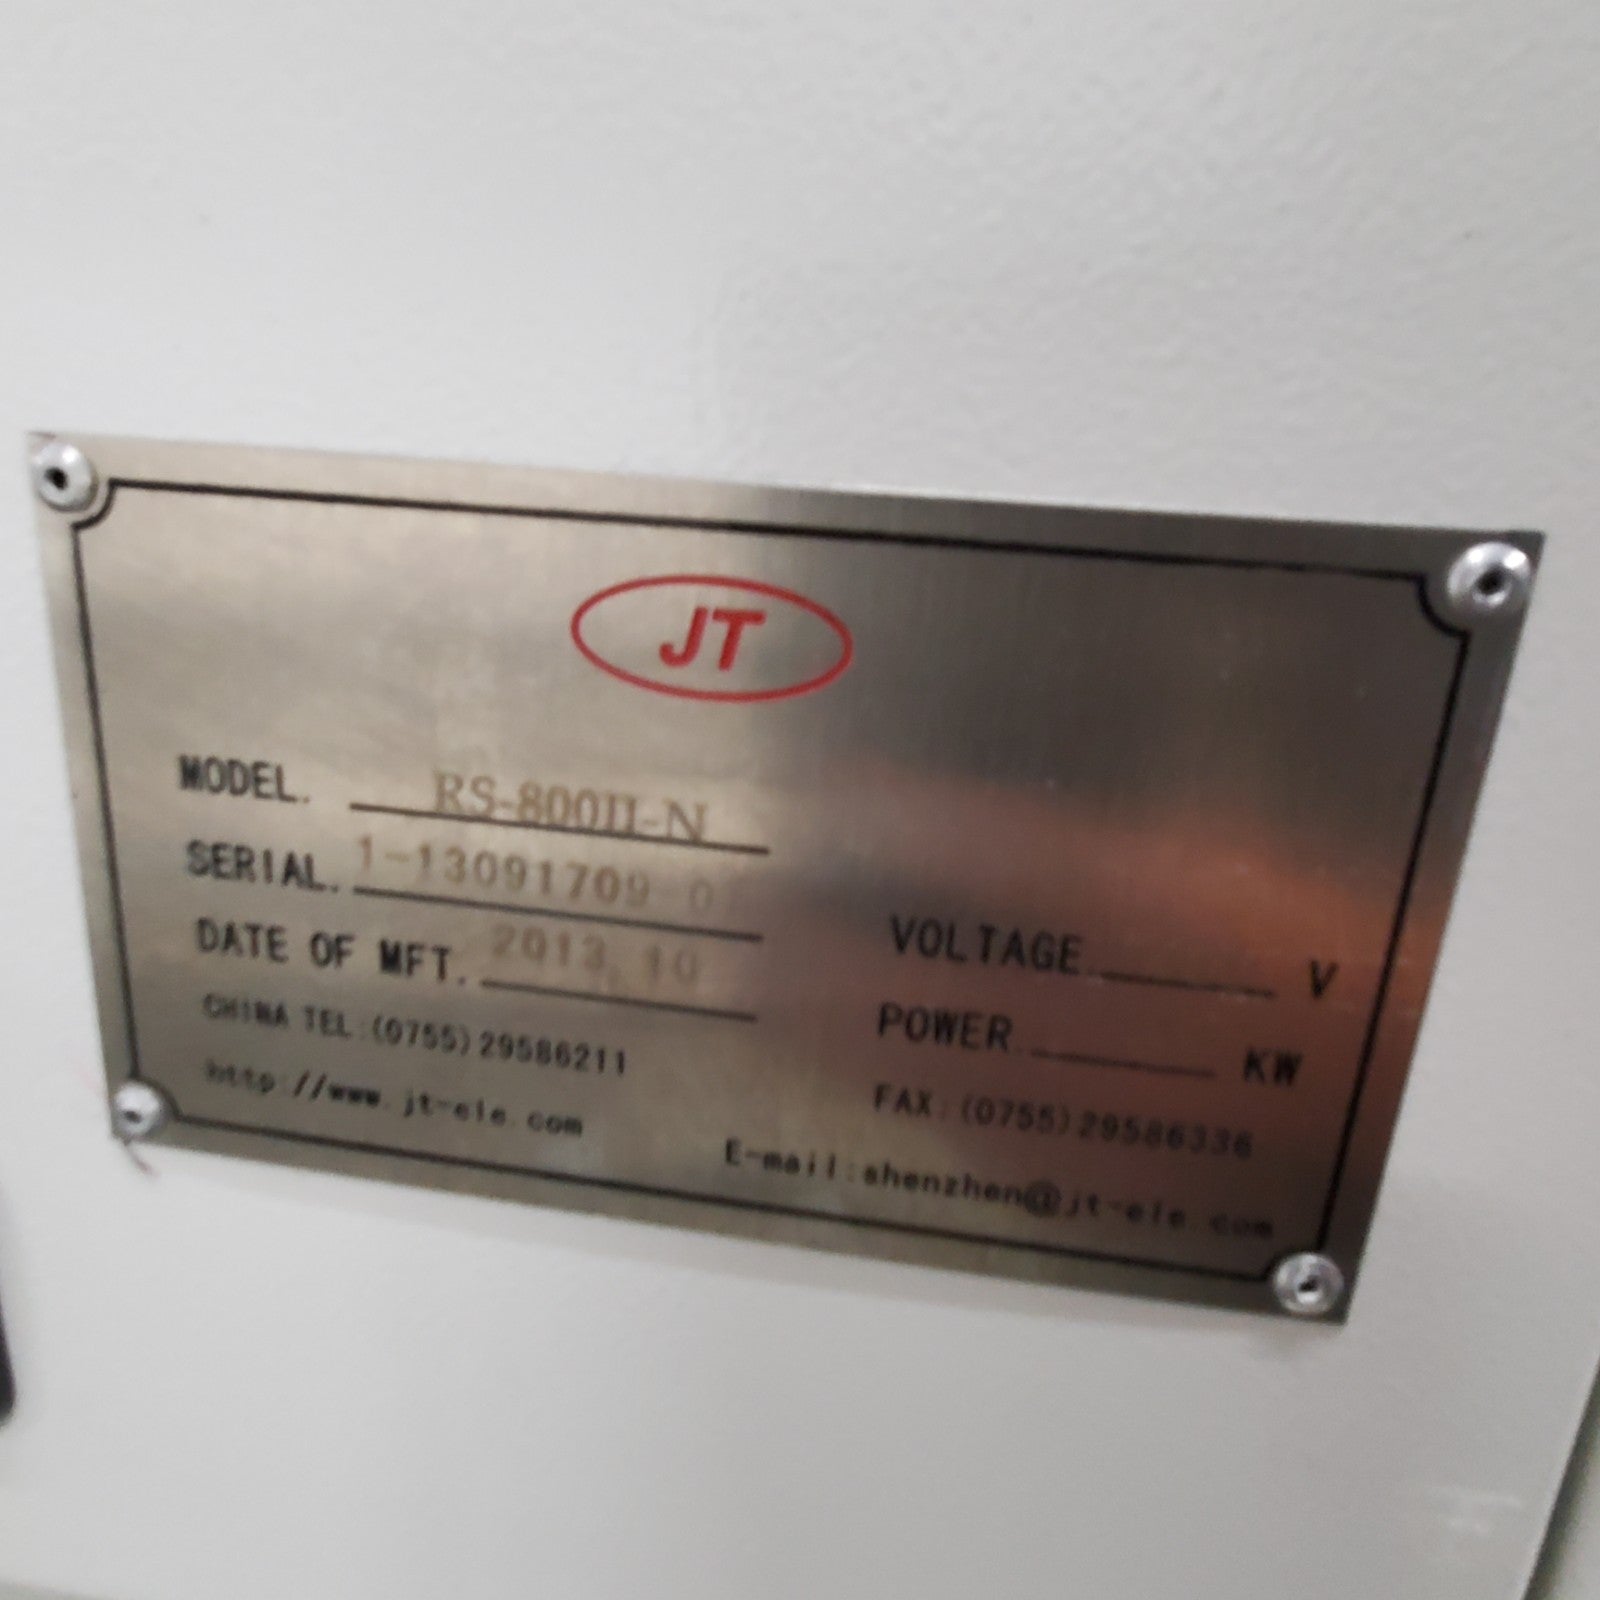 JT
MODEL. RS-800II-N
SERIAL. 1-13091709 0
DATE OF MFT. 2013.10
VOLTAGE V
POWER KW
CHINA TEL:(0755)29586211
FAX:(0755)29586336
http://www.jt-ele.com
E-mail:shenzhen@jt-ele.com